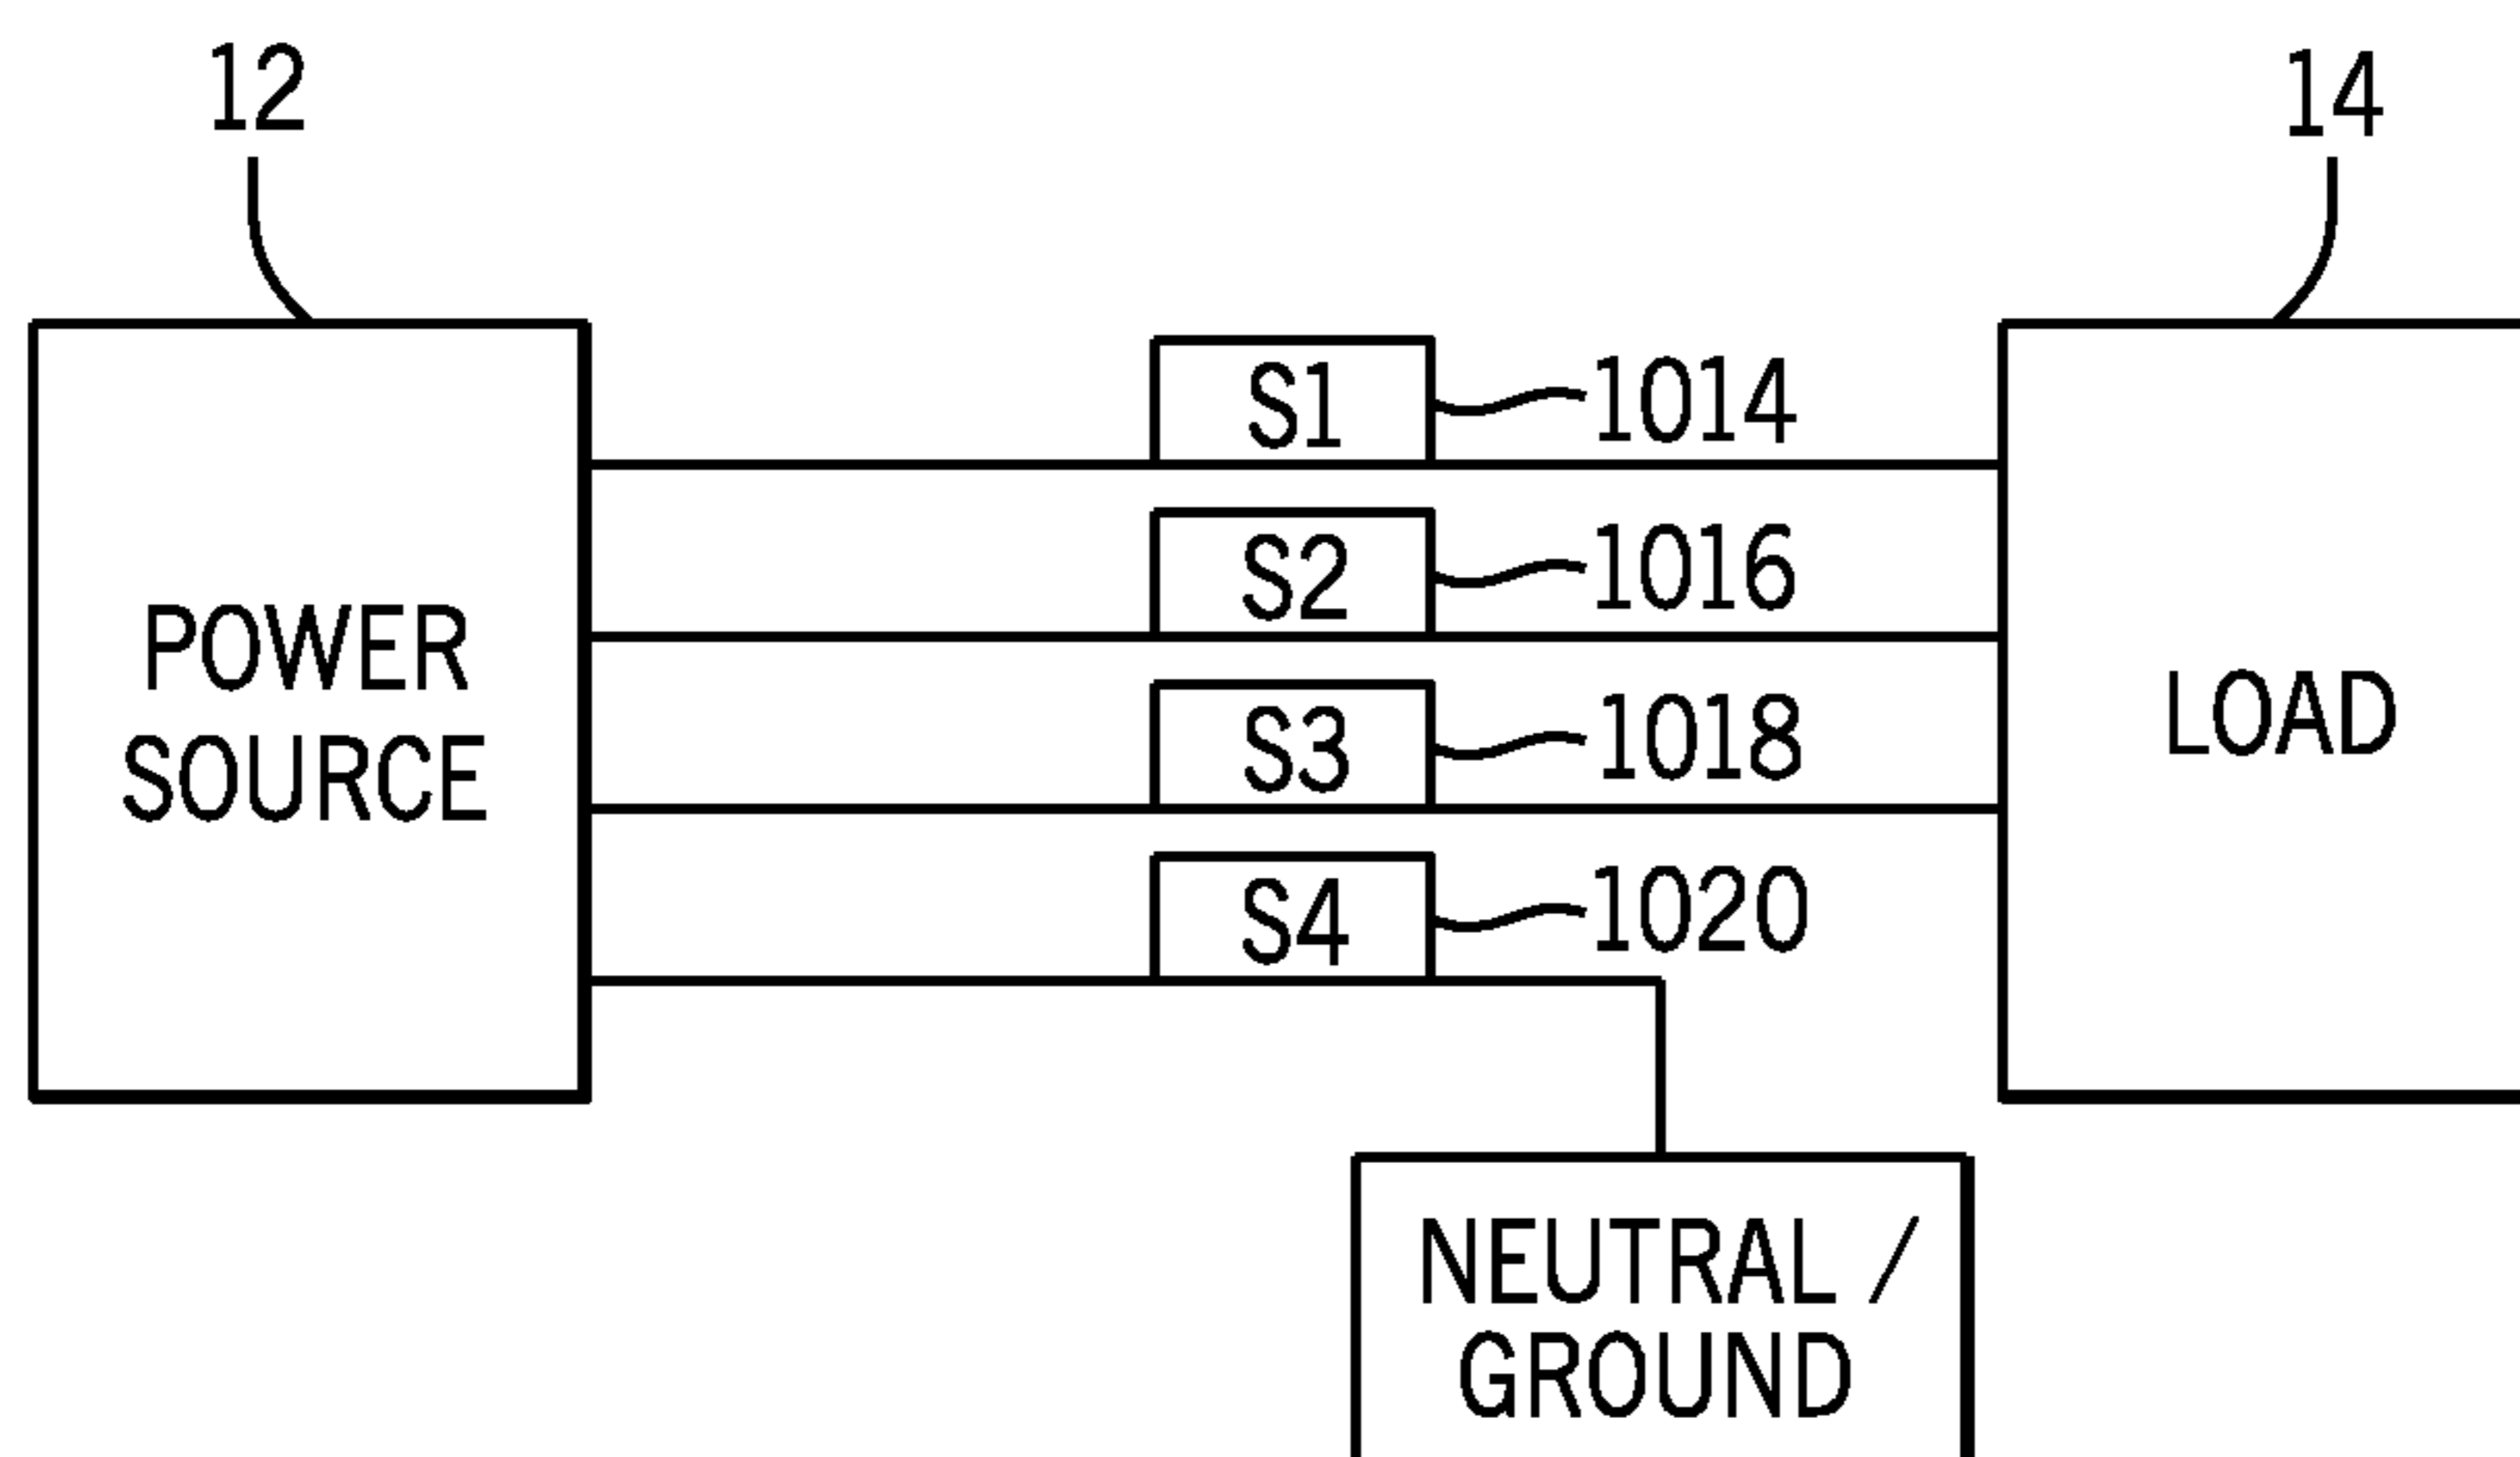 12
14
S1
1014
S2
1016
POWER
SOURCE
S3
1018
LOAD
S4
1020
NEUTRAL /
GROUND